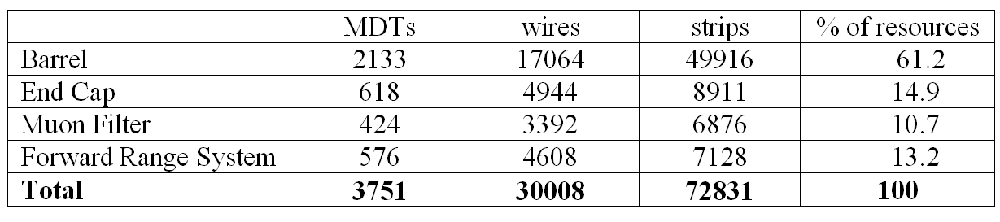 MDTs wires strips % of resources
Barrel 2133 17064 49916 61.2
End Cap 618 4944 8911 14.9
Muon Filter 424 3392 6876 10.7
Forward Range System 576 4608 7128 13.2
Total 3751 30008 72831 100